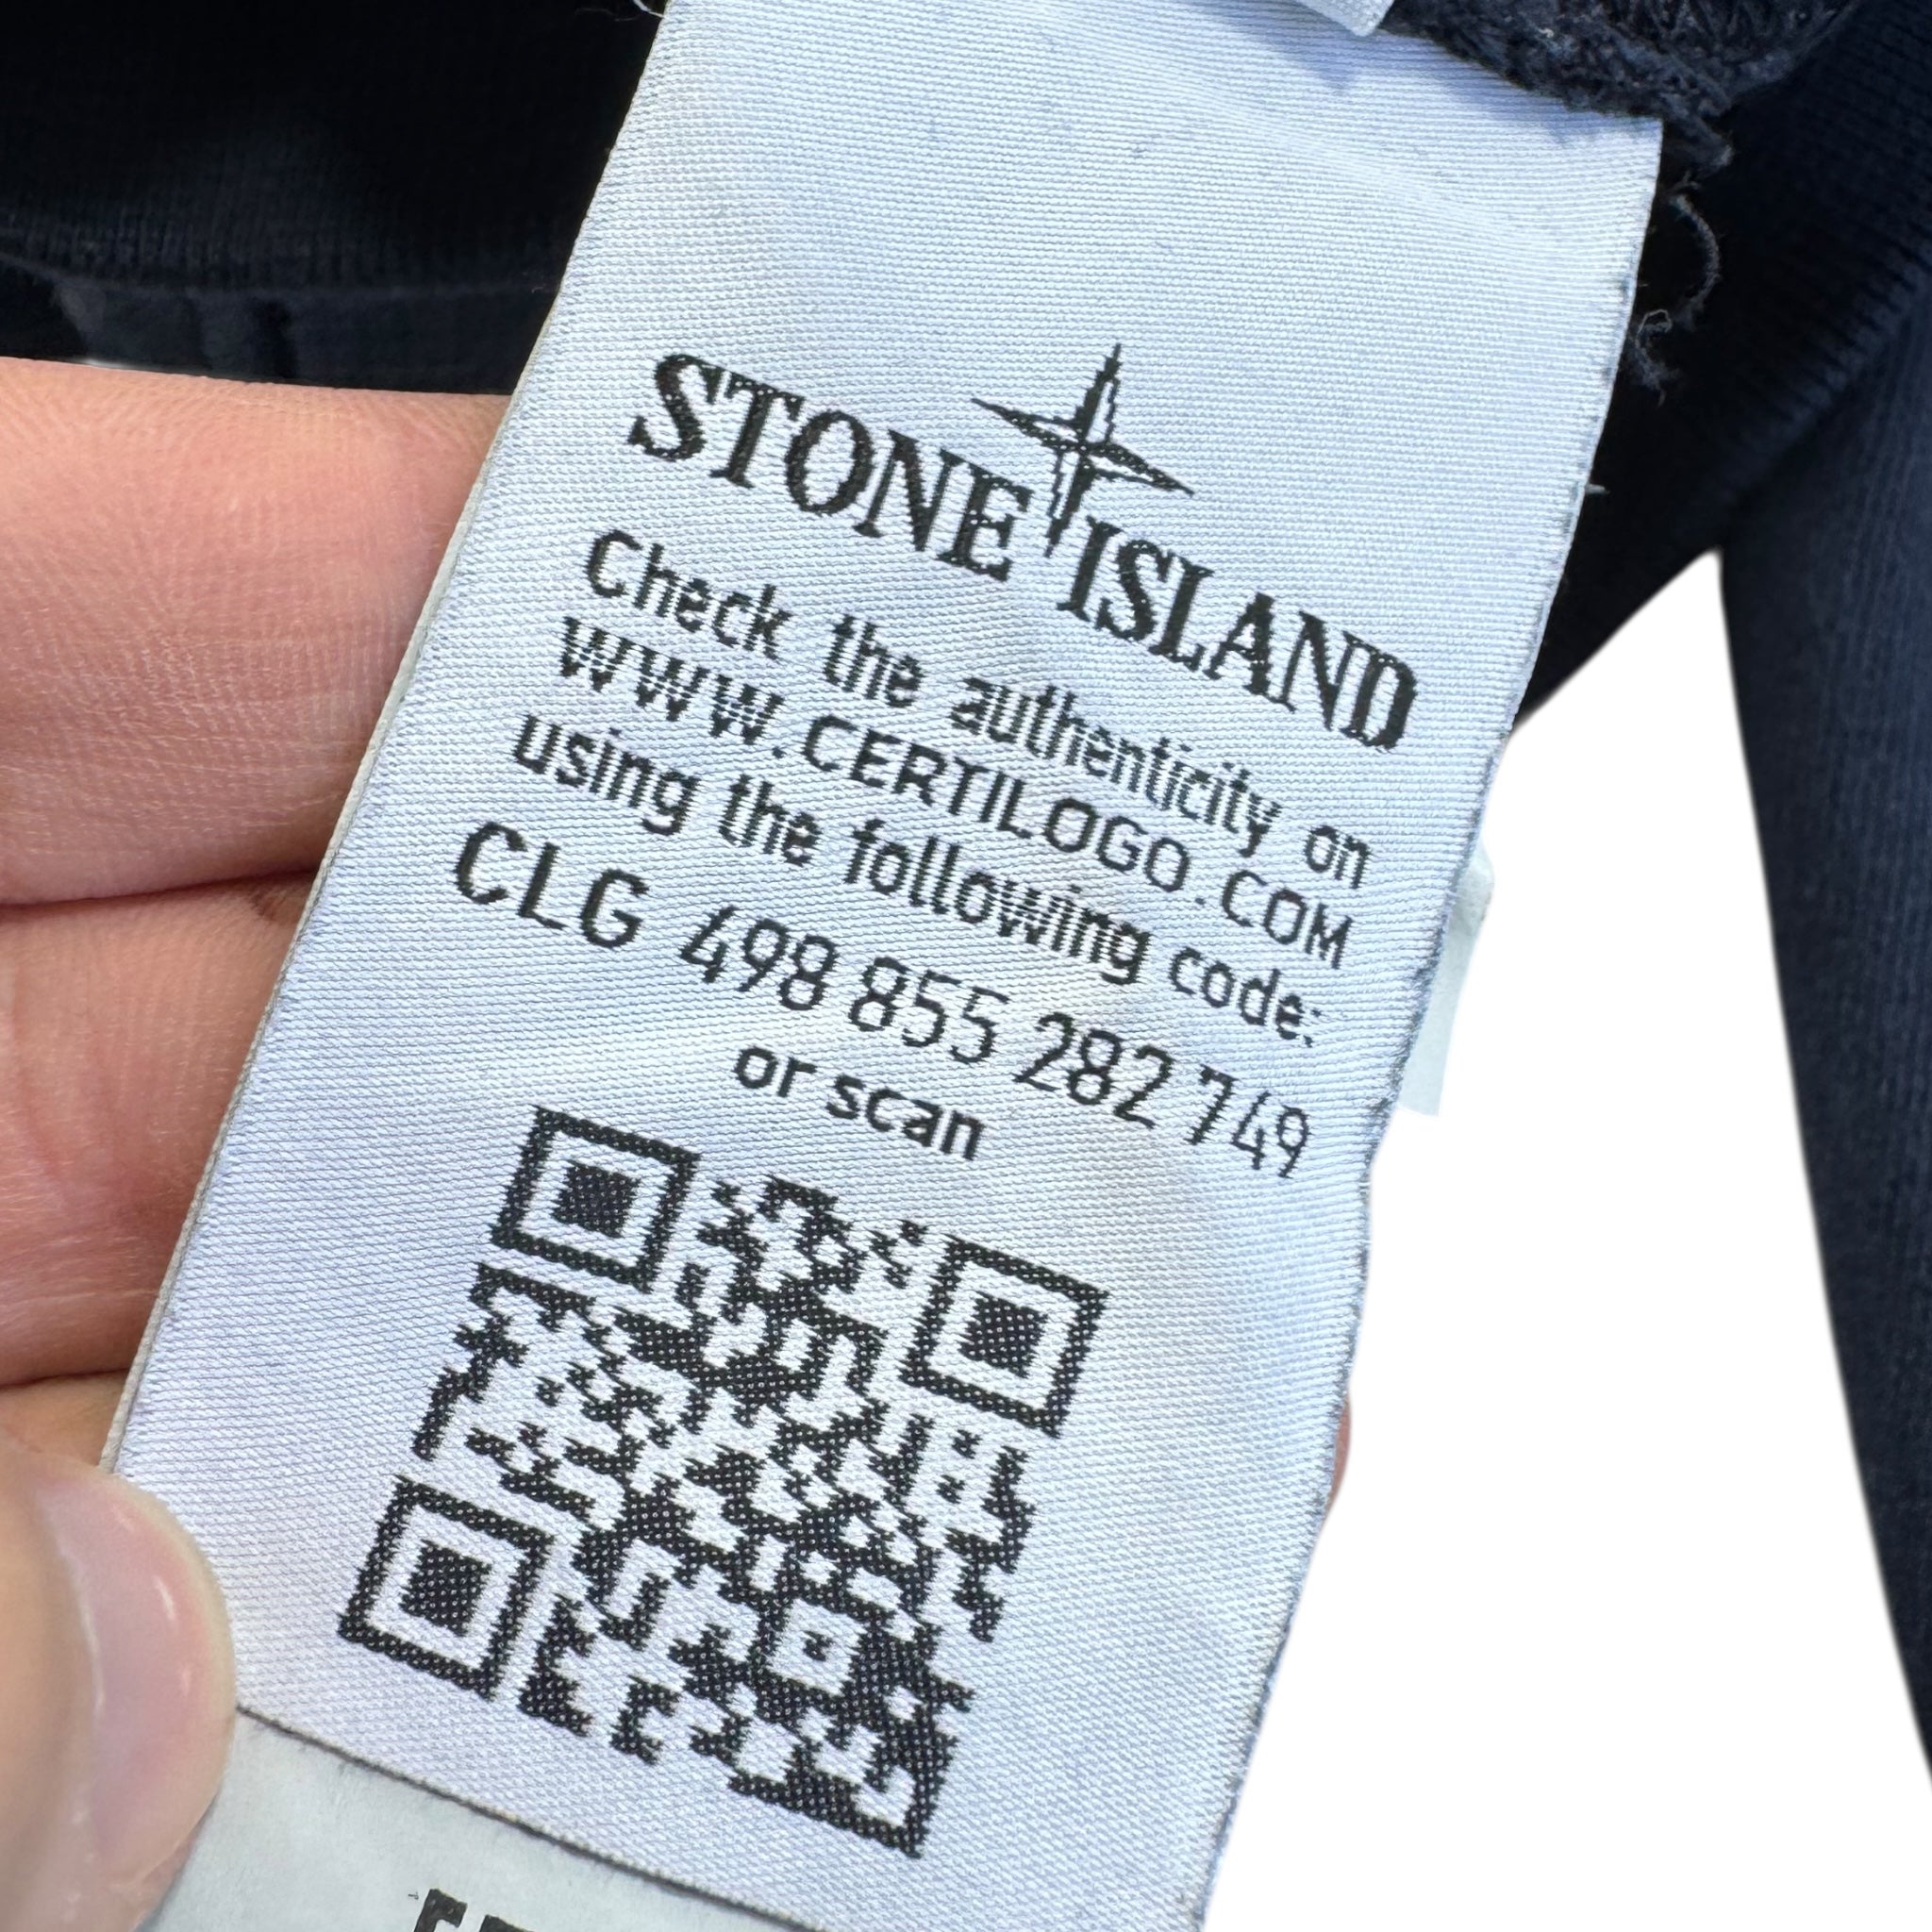 STONE ISLAND
Check the authenticity on
WWW.CERTILOGO.COM
using the following code:
CLG 498 855 282 749
or scan